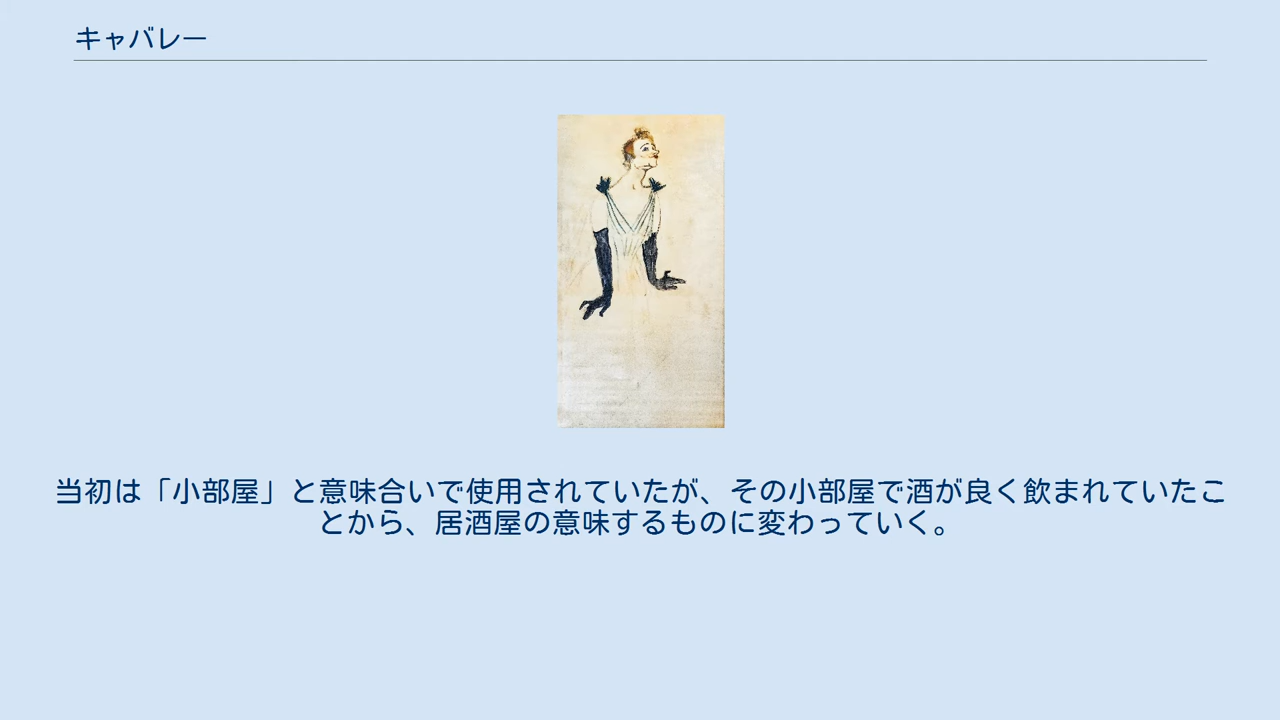 キャバレー
当初は「小部屋」と意味合いで使用されていたが、その小部屋で酒が良く飲まれていたこ
とから、居酒屋の意味するものに変わっていく。